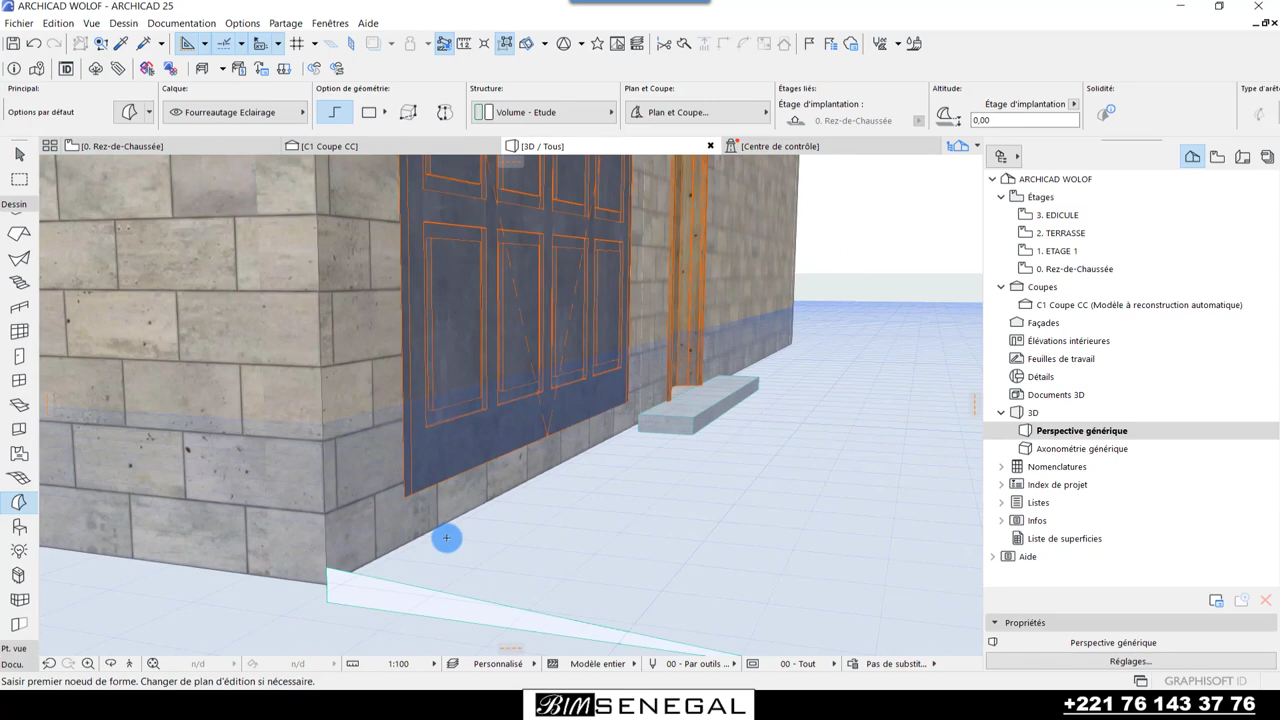 ARCHICAD WOLOF - ARCHICAD 25
Fichier Edition Vue Dessin Documentation Options Partage Fenêtres Aide
Principal:
Options par défaut
Calque:
Fourreautage Eclairage
Option de géométrie:
Structure:
Volume - Etude
Plan et Coupe:
Plan et Coupe...
Étages liés:
Étage d'implantation :
0. Rez-de-Chaussée
Altitude:
Étage d'implantation
0,00
Solidité:
Type d'arêt
[0. Rez-de-Chaussée]
[C1 Coupe CC]
[3D / Tous]
[Centre de contrôle]
Dessin
Pt. vue
Docu.
ARCHICAD WOLOF
Étages
3. EDICULE
2. TERRASSE
1. ETAGE 1
0. Rez-de-Chaussée
Coupes
C1 Coupe CC (Modèle à reconstruction automatique)
Façades
Élévations intérieures
Feuilles de travail
Détails
Documents 3D
3D
Perspective générique
Axonométrie générique
Nomenclatures
Index de projet
Listes
Infos
Liste de superficies
Aide
Propriétés
Perspective générique
Réglages...
n/d
n/d
1:100
Personnalisé
Modèle entier
00 - Par outils ...
00 - Tout
Pas de substit...
Saisir premier noeud de forme. Changer de plan d'édition si nécessaire.
GRAPHISOFT ID
BIMSENEGAL
+221 76 143 37 76